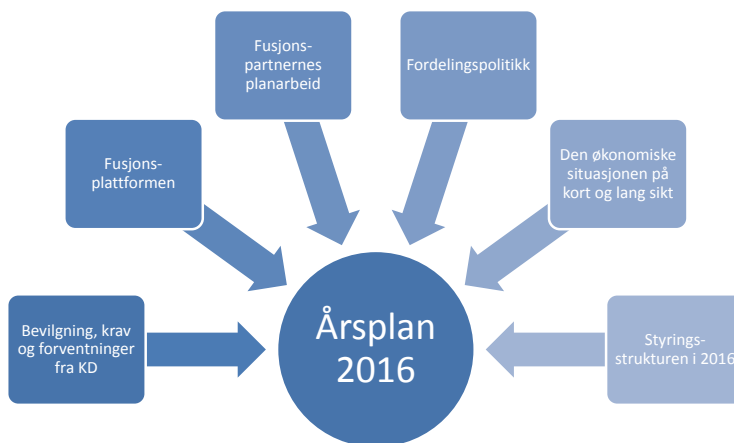 Fusjons-
partnernes
planarbeid
Fordelingspolitikk
Fusjons-
plattformen
Den økonomiske
situasjonen på
kort og lang sikt
Bevilgning, krav
og forventninger
fra KD
Årsplan
2016
Styrings-
strukturen i 2016